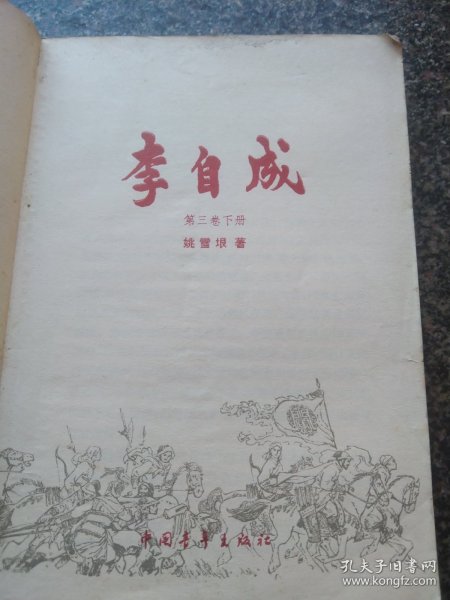 李自成
第三卷下册
姚雪垠 著
中国青年出版社
孔夫子旧书网
www.kongfz.com